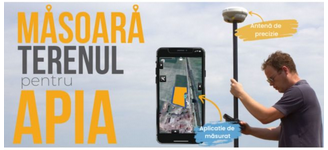 MĂSOARĂ
TERENUL
pentru
APIA
Antenă de
precizie
Aplicație de
măsurat